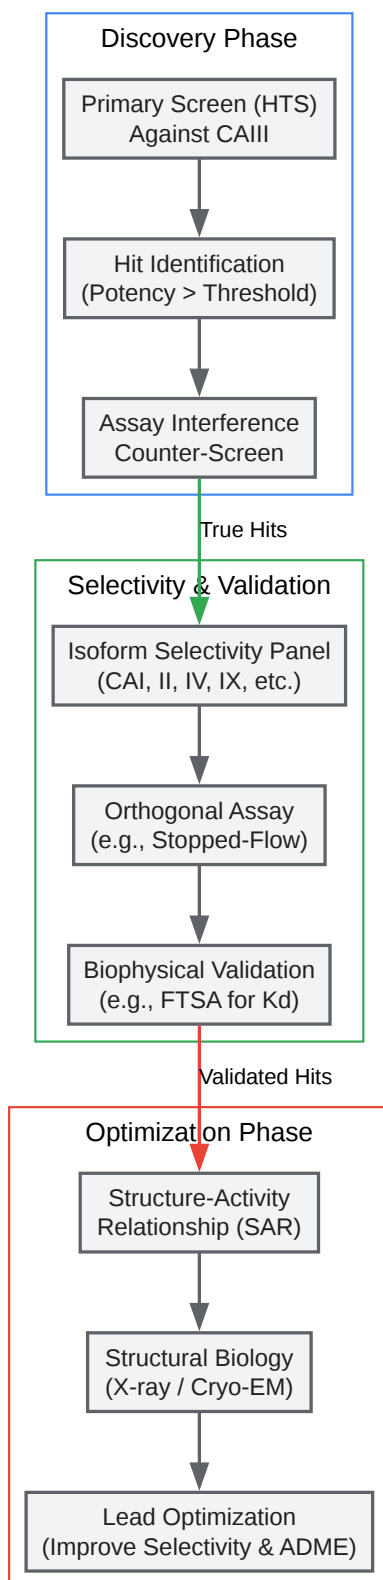 Discovery Phase
Primary Screen (HTS)
Against CAIII
Hit Identification
(Potency > Threshold)
Assay Interference
Counter-Screen
True Hits
Selectivity & Validation
Isoform Selectivity Panel
(CAI, II, IV, IX, etc.)
Orthogonal Assay
(e.g., Stopped-Flow)
Biophysical Validation
(e.g., FTSA for Kd)
Validated Hits
Optimization Phase
Structure-Activity
Relationship (SAR)
Structural Biology
(X-ray / Cryo-EM)
Lead Optimization
(Improve Selectivity & ADME)